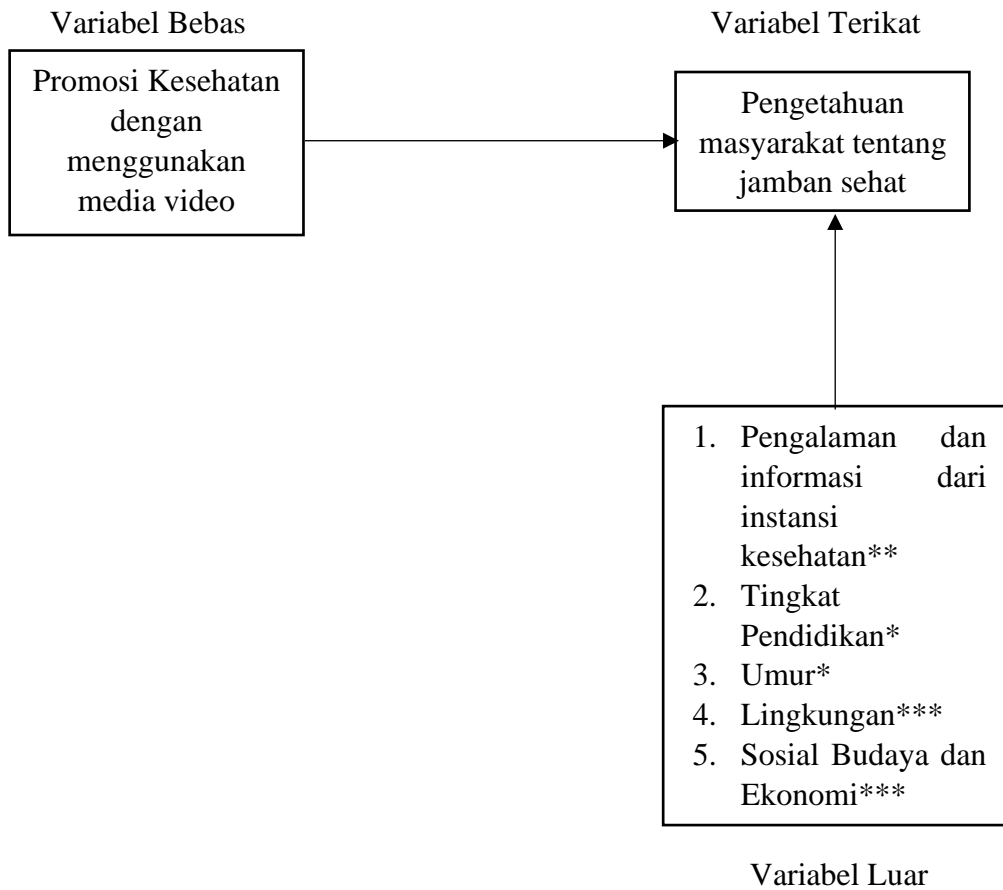 Variabel Bebas
Promosi Kesehatan
dengan
menggunakan
media video
Variabel Terikat
Pengetahuan
masyarakat tentang
jamban sehat
1. Pengalaman dan
informasi dari
instansi
kesehatan**
2. Tingkat
Pendidikan*
3. Umur*
4. Lingkungan***
5. Sosial Budaya dan
Ekonomi***
Variabel Luar